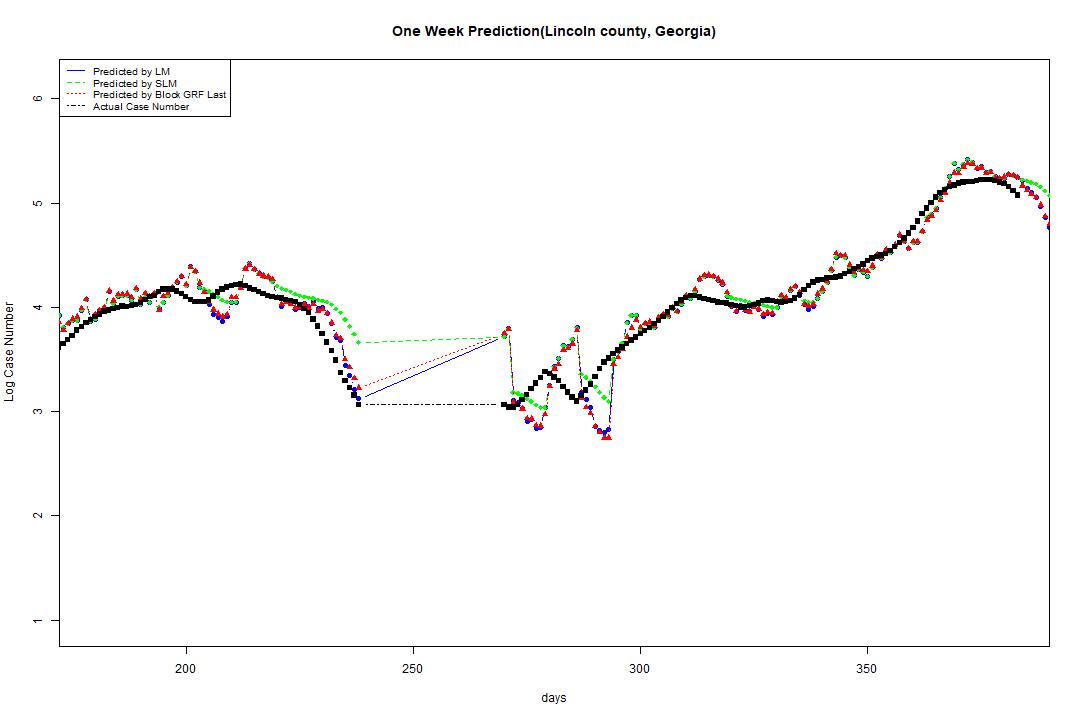 One Week Prediction(Lincoln county, Georgia)
Predicted by LM
Predicted by SLM
Predicted by Block GRF Last
Actual Case Number
Log Case Number
6
5
4
3
2
1
200
250
300
350
days